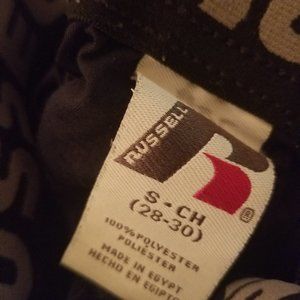 RUSSELL
®
S - CH
(28-30)
100% POLYESTER
POLIÉSTER
MADE IN EGYPT
HECHO EN EGIPTO